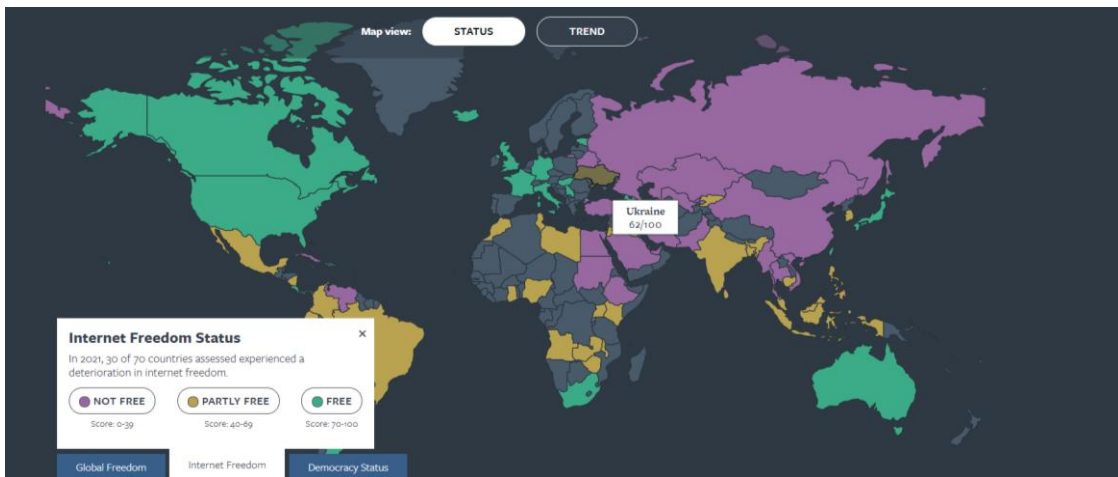 Map view: STATUS TREND
Ukraine
62/100
Internet Freedom Status ×
In 2021, 30 of 70 countries assessed experienced a
deterioration in internet freedom.
NOT FREE PARTLY FREE FREE
Score: 0-39 Score: 40-69 Score: 70-100
Global Freedom Internet Freedom Democracy Status